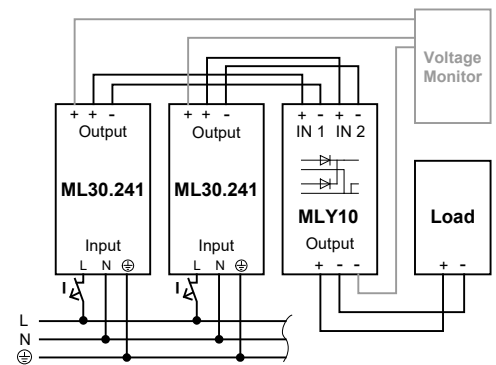 Voltage
Monitor
+ + -
Output
ML30.241
Input
L N
I
+ + -
Output
ML30.241
Input
L N
I
+ - + -
IN 1 IN 2
MLY10
Output
+ - -
Load
+ -
L
N